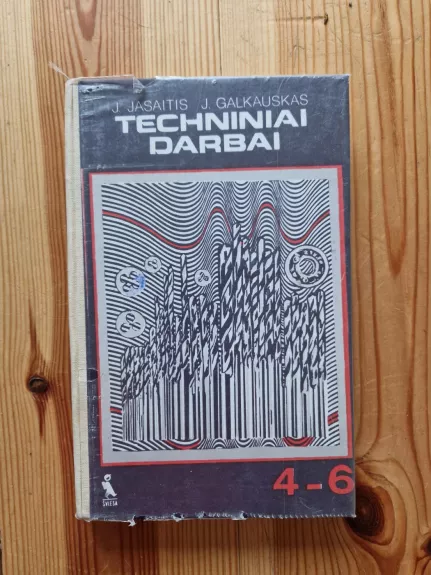 J. JASAITIS J. GALKAUSKAS
TECHNINIAI
DARBAI
4-6
ŠVIESA